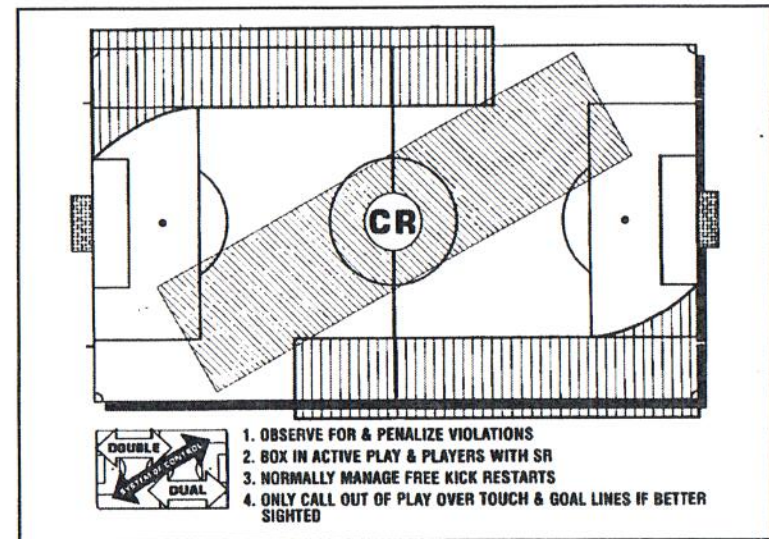 CR
DOUBLE
SYSTEM OF CONTROL
DUAL
1. OBSERVE FOR & PENALIZE VIOLATIONS
2. BOX IN ACTIVE PLAY & PLAYERS WITH SR
3. NORMALLY MANAGE FREE KICK RESTARTS
4. ONLY CALL OUT OF PLAY OVER TOUCH & GOAL LINES IF BETTER
SIGHTED